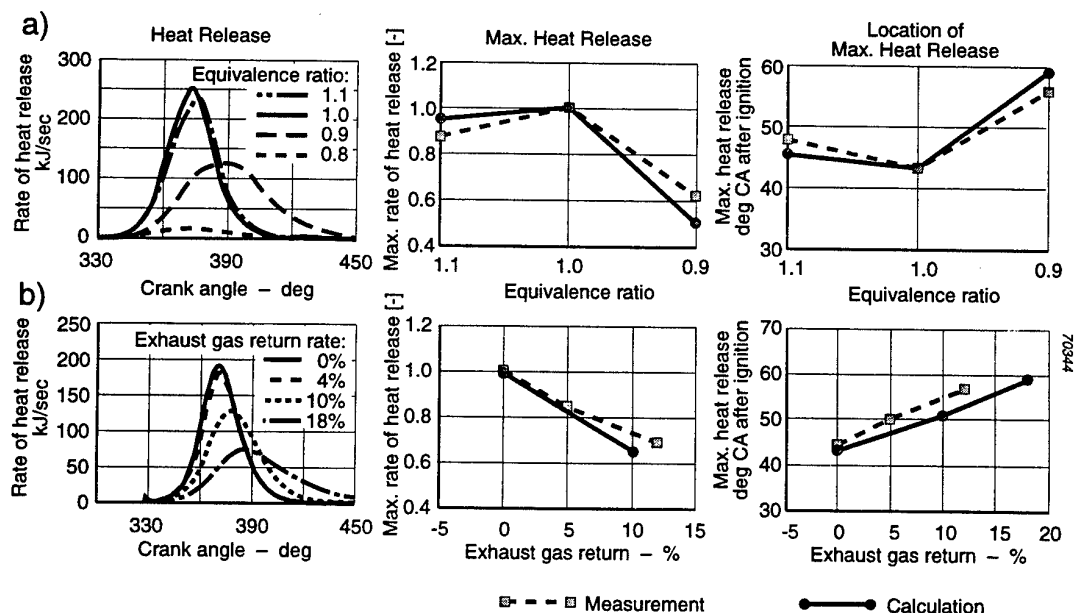 a)
Heat Release
Rate of heat release
kJ/sec
300
250
200
150
100
50
0
330
390
450
Crank angle – deg
Equivalence ratio:
1.1
1.0
0.9
0.8
Max. Heat Release
Max. rate of heat release [-]
1.2
1.0
0.8
0.6
0.4
1.1
1.0
0.9
Equivalence ratio
Location of
Max. Heat Release
Max. heat release
deg CA after ignition
60
50
40
30
1.1
1.0
0.9
Equivalence ratio
b)
Rate of heat release
kJ/sec
250
200
150
100
50
0
330
390
450
Crank angle – deg
Exhaust gas return rate:
0%
4%
10%
18%
Max. rate of heat release [-]
1.2
1.0
0.8
0.6
0.4
-5
0
5
10
15
Exhaust gas return – %
Max. heat release
deg CA after ignition
70
60
50
40
30
-5
0
5
10
15
20
Exhaust gas return – %
70344
Measurement
Calculation